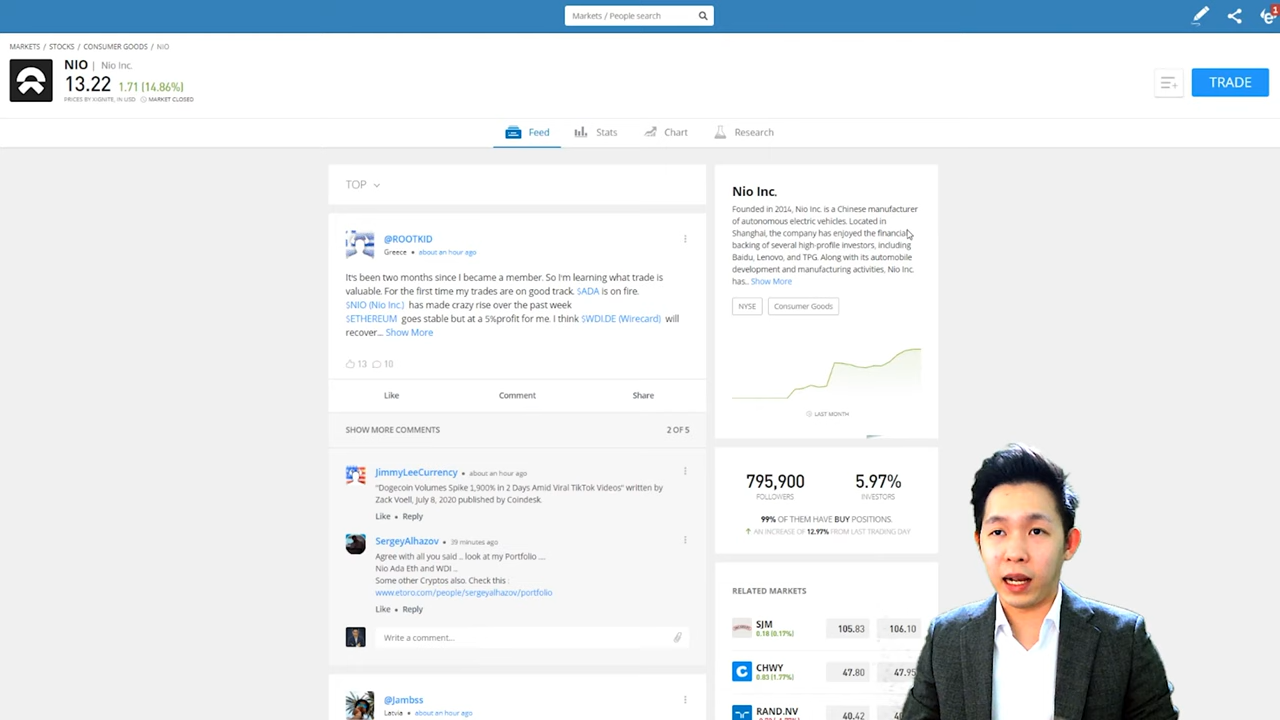 Markets / People search
1
MARKETS / STOCKS / CONSUMER GOODS / NIO
NIO | Nio Inc.
13.22 1.71 (14.86%)
PRICES BY XIGNITE, IN USD MARKET CLOSED
TRADE
Feed Stats Chart Research
TOP
@ROOTKID
Greece • about an hour ago
It's been two months since I became a member. So I'm learning what trade is
valuable. For the first time my trades are on good track. $ADA is on fire.
$NIO (Nio Inc.) has made crazy rise over the past week
$ETHEREUM goes stable but at a 5%profit for me. I think $WDI.DE (Wirecard) will
recover... Show More
13 10
Like Comment Share
SHOW MORE COMMENTS 2 OF 5
JimmyLeeCurrency • about an hour ago
"Dogecoin Volumes Spike 1,900% in 2 Days Amid Viral TikTok Videos" written by
Zack Voell, July 8, 2020 published by Coindesk.
Like • Reply
SergeyAlhazov • 39 minutes ago
Agree with all you said .. look at my Portfolio ....
Nio Ada Eth and WDI ..
Some other Cryptos also. Check this :
www.etoro.com/people/sergeyalhazov/portfolio
Like • Reply
Write a comment...
@Jambss
Latvia • about an hour ago
Nio Inc.
Founded in 2014, Nio Inc. is a Chinese manufacturer
of autonomous electric vehicles. Located in
Shanghai, the company has enjoyed the financial
backing of several high-profile investors, including
Baidu, Lenovo, and TPG. Along with its automobile
development and manufacturing activities, Nio Inc.
has.. Show More
NYSE Consumer Goods
LAST MONTH
795,900 5.97%
FOLLOWERS INVESTORS
99% OF THEM HAVE BUY POSITIONS.
AN INCREASE OF 12.97% FROM LAST TRADING DAY
RELATED MARKETS
SJM 105.83 106.10
0.18 (0.17%)
CHWY 47.80 47.95
0.83 (1.77%)
RAND.NV 40.42